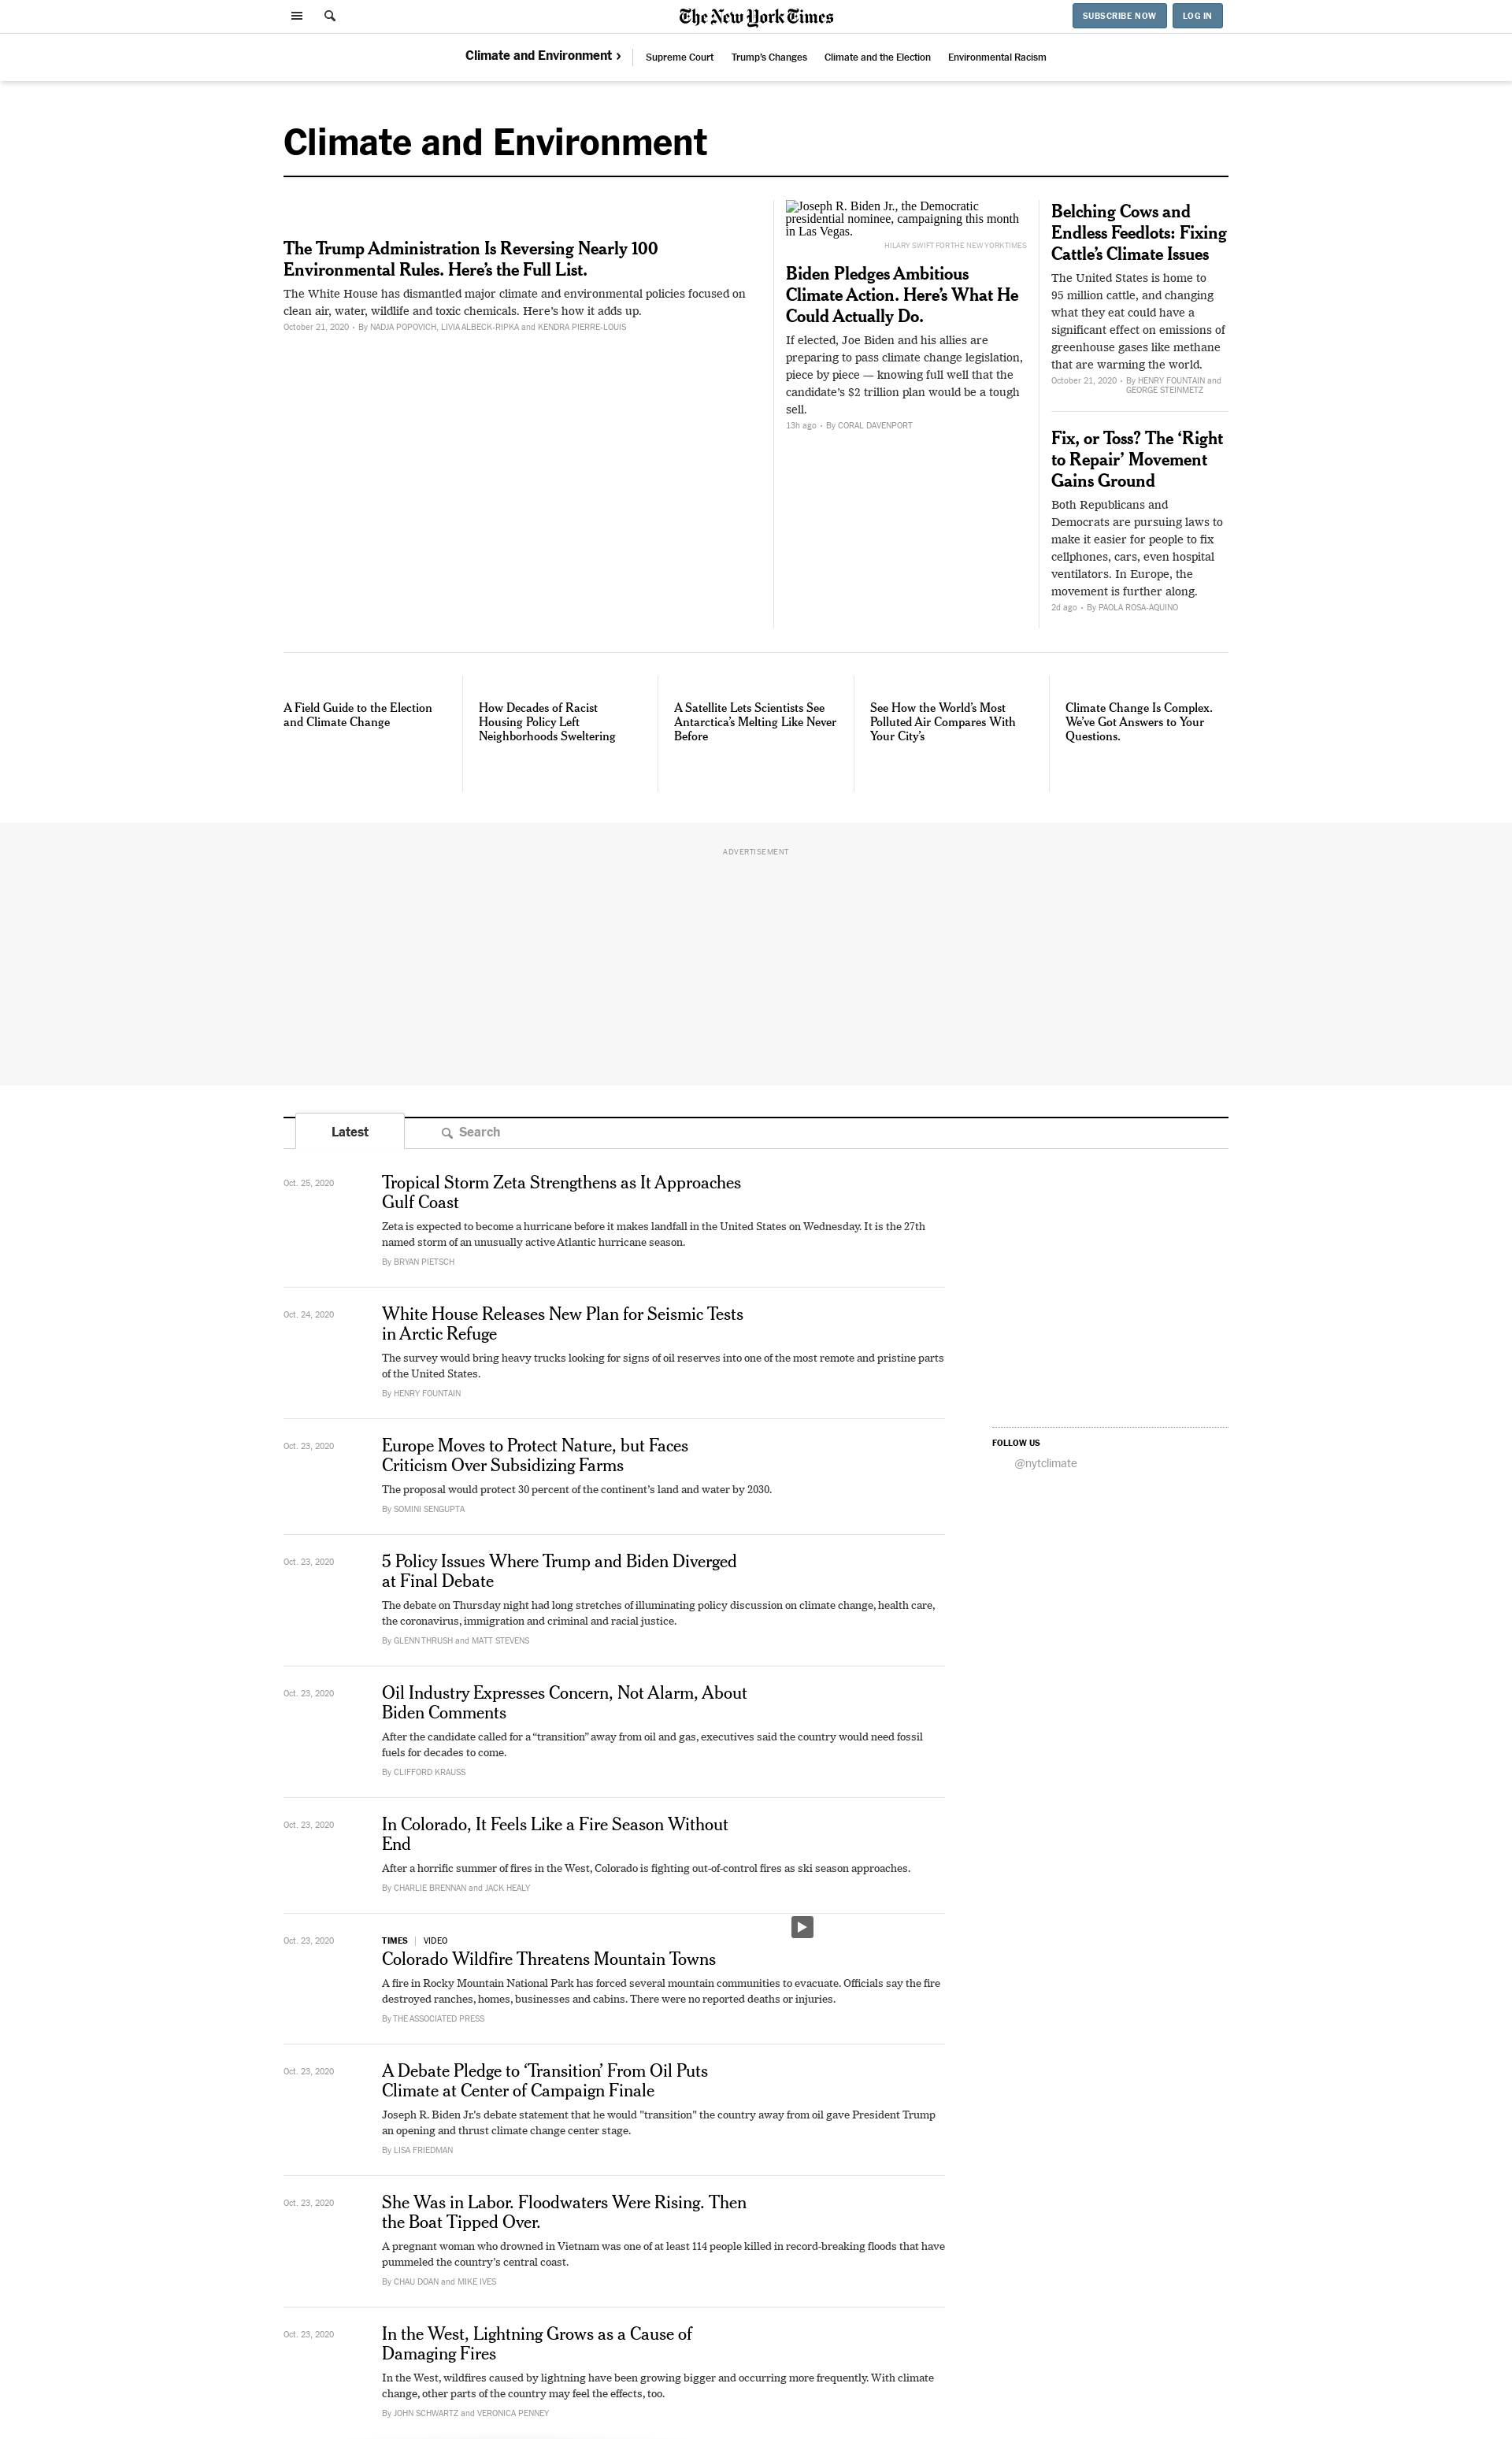 The New York Times
SUBSCRIBE NOW
LOG IN
Climate and Environment ›
Supreme Court
Trump's Changes
Climate and the Election
Environmental Racism
Climate and Environment
The Trump Administration Is Reversing Nearly 100
Environmental Rules. Here's the Full List.
The White House has dismantled major climate and environmental policies focused on
clean air, water, wildlife and toxic chemicals. Here's how it adds up.
October 21, 2020 • By NADJA POPOVICH, LIVIA ALBECK-RIPKA and KENDRA PIERRE-LOUIS
Joseph R. Biden Jr., the Democratic
presidential nominee, campaigning this month
in Las Vegas.
HILARY SWIFT FOR THE NEW YORK TIMES
Biden Pledges Ambitious
Climate Action. Here's What He
Could Actually Do.
If elected, Joe Biden and his allies are
preparing to pass climate change legislation,
piece by piece — knowing full well that the
candidate's $2 trillion plan would be a tough
sell.
13h ago • By CORAL DAVENPORT
Belching Cows and
Endless Feedlots: Fixing
Cattle's Climate Issues
The United States is home to
95 million cattle, and changing
what they eat could have a
significant effect on emissions of
greenhouse gases like methane
that are warming the world.
October 21, 2020 • By HENRY FOUNTAIN and
GEORGE STEINMETZ
Fix, or Toss? The 'Right
to Repair' Movement
Gains Ground
Both Republicans and
Democrats are pursuing laws to
make it easier for people to fix
cellphones, cars, even hospital
ventilators. In Europe, the
movement is further along.
2d ago • By PAOLA ROSA-AQUINO
A Field Guide to the Election
and Climate Change
How Decades of Racist
Housing Policy Left
Neighborhoods Sweltering
A Satellite Lets Scientists See
Antarctica's Melting Like Never
Before
See How the World's Most
Polluted Air Compares With
Your City's
Climate Change Is Complex.
We've Got Answers to Your
Questions.
ADVERTISEMENT
Latest
Search
Oct. 25, 2020
Tropical Storm Zeta Strengthens as It Approaches
Gulf Coast
Zeta is expected to become a hurricane before it makes landfall in the United States on Wednesday. It is the 27th
named storm of an unusually active Atlantic hurricane season.
By BRYAN PIETSCH
Oct. 24, 2020
White House Releases New Plan for Seismic Tests
in Arctic Refuge
The survey would bring heavy trucks looking for signs of oil reserves into one of the most remote and pristine parts
of the United States.
By HENRY FOUNTAIN
FOLLOW US
@nytclimate
Oct. 23, 2020
Europe Moves to Protect Nature, but Faces
Criticism Over Subsidizing Farms
The proposal would protect 30 percent of the continent's land and water by 2030.
By SOMINI SENGUPTA
Oct. 23, 2020
5 Policy Issues Where Trump and Biden Diverged
at Final Debate
The debate on Thursday night had long stretches of illuminating policy discussion on climate change, health care,
the coronavirus, immigration and criminal and racial justice.
By GLENN THRUSH and MATT STEVENS
Oct. 23, 2020
Oil Industry Expresses Concern, Not Alarm, About
Biden Comments
After the candidate called for a “transition” away from oil and gas, executives said the country would need fossil
fuels for decades to come.
By CLIFFORD KRAUSS
Oct. 23, 2020
In Colorado, It Feels Like a Fire Season Without
End
After a horrific summer of fires in the West, Colorado is fighting out-of-control fires as ski season approaches.
By CHARLIE BRENNAN and JACK HEALY
Oct. 23, 2020
TIMES | VIDEO
Colorado Wildfire Threatens Mountain Towns
A fire in Rocky Mountain National Park has forced several mountain communities to evacuate. Officials say the fire
destroyed ranches, homes, businesses and cabins. There were no reported deaths or injuries.
By THE ASSOCIATED PRESS
Oct. 23, 2020
A Debate Pledge to 'Transition' From Oil Puts
Climate at Center of Campaign Finale
Joseph R. Biden Jr.'s debate statement that he would "transition" the country away from oil gave President Trump
an opening and thrust climate change center stage.
By LISA FRIEDMAN
Oct. 23, 2020
She Was in Labor. Floodwaters Were Rising. Then
the Boat Tipped Over.
A pregnant woman who drowned in Vietnam was one of at least 114 people killed in record-breaking floods that have
pummeled the country's central coast.
By CHAU DOAN and MIKE IVES
Oct. 23, 2020
In the West, Lightning Grows as a Cause of
Damaging Fires
In the West, wildfires caused by lightning have been growing bigger and occurring more frequently. With climate
change, other parts of the country may feel the effects, too.
By JOHN SCHWARTZ and VERONICA PENNEY